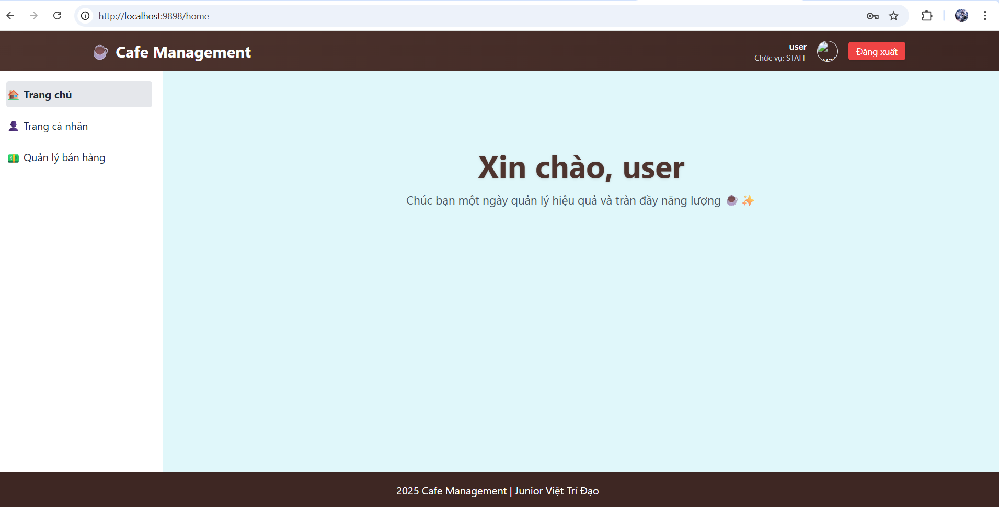 http://localhost:9898/home
Cafe Management
user
Chức vụ: STAFF
Đăng xuất
Trang chủ
Trang cá nhân
Quản lý bán hàng
Xin chào, user
Chúc bạn một ngày quản lý hiệu quả và tràn đầy năng lượng
2025 Cafe Management | Junior Việt Trí Đạo